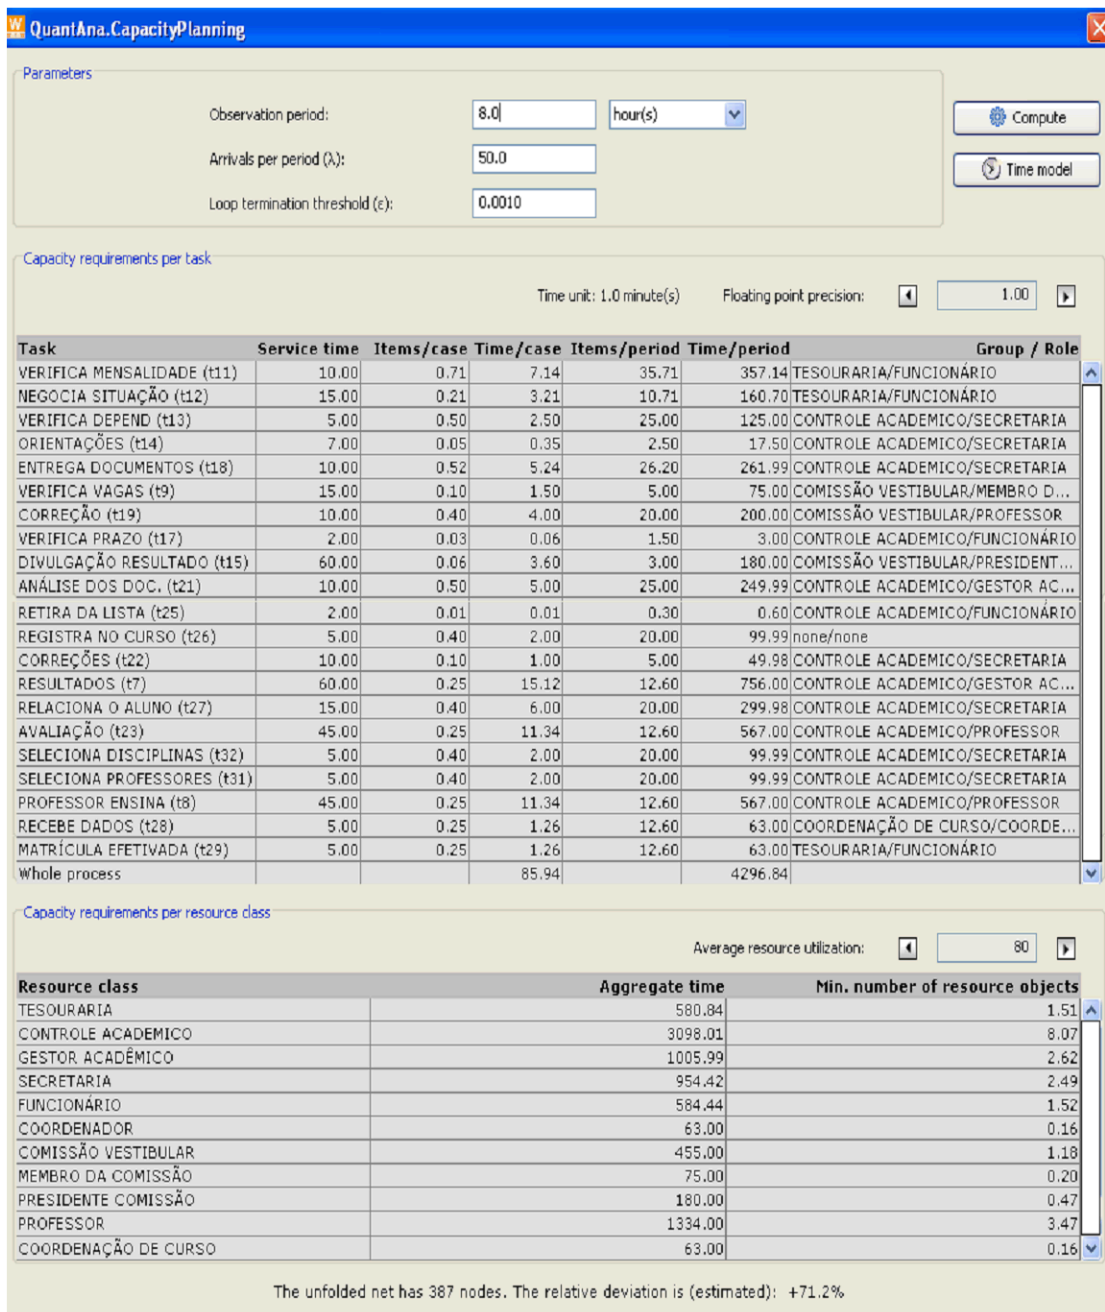 QuantAna.CapacityPlanning
Parameters
Observation period: 8.0 hour(s)
Compute
Arrivals per period (λ): 50.0
Time model
Loop termination threshold (ε): 0.0010
Capacity requirements per task
Time unit: 1.0 minute(s) Floating point precision: 1.00
Task Service time Items/case Time/case Items/period Time/period Group / Role
VERIFICA MENSALIDADE (t11) 10.00 0.71 7.14 35.71 357.14 TESOURARIA/FUNCIONÁRIO
NEGOCIA SITUAÇÃO (t12) 15.00 0.21 3.21 10.71 160.70 TESOURARIA/FUNCIONÁRIO
VERIFICA DEPEND (t13) 5.00 0.50 2.50 25.00 125.00 CONTROLE ACADEMICO/SECRETARIA
ORIENTAÇÕES (t14) 7.00 0.05 0.35 2.50 17.50 CONTROLE ACADEMICO/SECRETARIA
ENTREGA DOCUMENTOS (t18) 10.00 0.52 5.24 26.20 261.99 CONTROLE ACADEMICO/SECRETARIA
VERIFICA VAGAS (t9) 15.00 0.10 1.50 5.00 75.00 COMISSÃO VESTIBULAR/MEMBRO D...
CORREÇÃO (t19) 10.00 0.40 4.00 20.00 200.00 COMISSÃO VESTIBULAR/PROFESSOR
VERIFICA PRAZO (t17) 2.00 0.03 0.06 1.50 3.00 CONTROLE ACADEMICO/FUNCIONÁRIO
DIVULGAÇÃO RESULTADO (t15) 60.00 0.06 3.60 3.00 180.00 COMISSÃO VESTIBULAR/PRESIDENT...
ANÁLISE DOS DOC. (t21) 10.00 0.50 5.00 25.00 249.99 CONTROLE ACADEMICO/GESTOR AC...
RETIRA DA LISTA (t25) 2.00 0.01 0.01 0.30 0.60 CONTROLE ACADEMICO/FUNCIONÁRIO
REGISTRA NO CURSO (t26) 5.00 0.40 2.00 20.00 99.99 none/none
CORREÇÕES (t22) 10.00 0.10 1.00 5.00 49.98 CONTROLE ACADEMICO/SECRETARIA
RESULTADOS (t7) 60.00 0.25 15.12 12.60 756.00 CONTROLE ACADEMICO/GESTOR AC...
RELACIONA O ALUNO (t27) 15.00 0.40 6.00 20.00 299.98 CONTROLE ACADEMICO/SECRETARIA
AVALIAÇÃO (t23) 45.00 0.25 11.34 12.60 567.00 CONTROLE ACADEMICO/PROFESSOR
SELECIONA DISCIPLINAS (t32) 5.00 0.40 2.00 20.00 99.99 CONTROLE ACADEMICO/SECRETARIA
SELECIONA PROFESSORES (t31) 5.00 0.40 2.00 20.00 99.99 CONTROLE ACADEMICO/SECRETARIA
PROFESSOR ENSINA (t8) 45.00 0.25 11.34 12.60 567.00 CONTROLE ACADEMICO/PROFESSOR
RECEBE DADOS (t28) 5.00 0.25 1.26 12.60 63.00 COORDENAÇÃO DE CURSO/COORDE...
MATRÍCULA EFETIVADA (t29) 5.00 0.25 1.26 12.60 63.00 TESOURARIA/FUNCIONÁRIO
Whole process 85.94 4296.84
Capacity requirements per resource class
Average resource utilization: 80
Resource class Aggregate time Min. number of resource objects
TESOURARIA 580.84 1.51
CONTROLE ACADEMICO 3098.01 8.07
GESTOR ACADÊMICO 1005.99 2.62
SECRETARIA 954.42 2.49
FUNCIONÁRIO 584.44 1.52
COORDENADOR 63.00 0.16
COMISSÃO VESTIBULAR 455.00 1.18
MEMBRO DA COMISSÃO 75.00 0.20
PRESIDENTE COMISSÃO 180.00 0.47
PROFESSOR 1334.00 3.47
COORDENAÇÃO DE CURSO 63.00 0.16
The unfolded net has 387 nodes. The relative deviation is (estimated): +71.2%